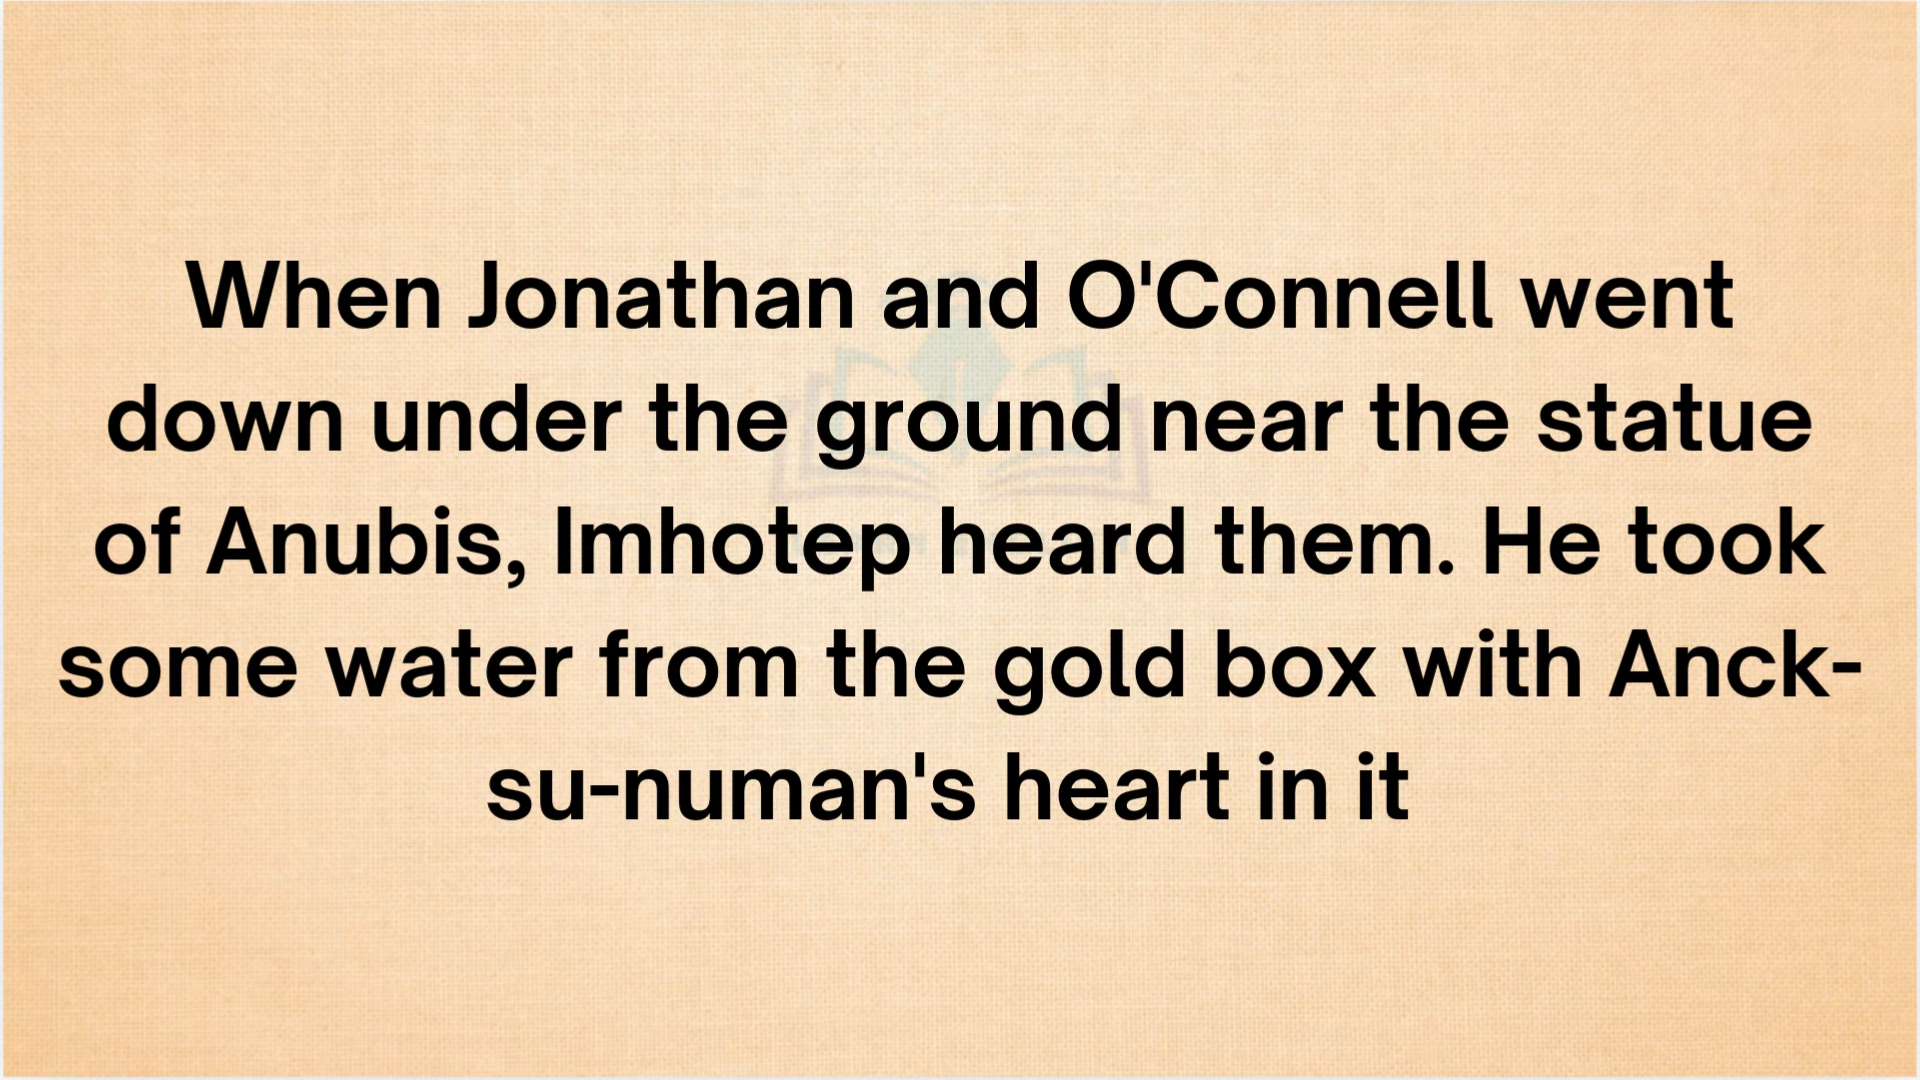 When Jonathan and O'Connell went
down under the ground near the statue
of Anubis, Imhotep heard them. He took
some water from the gold box with Anck-
su-numan's heart in it